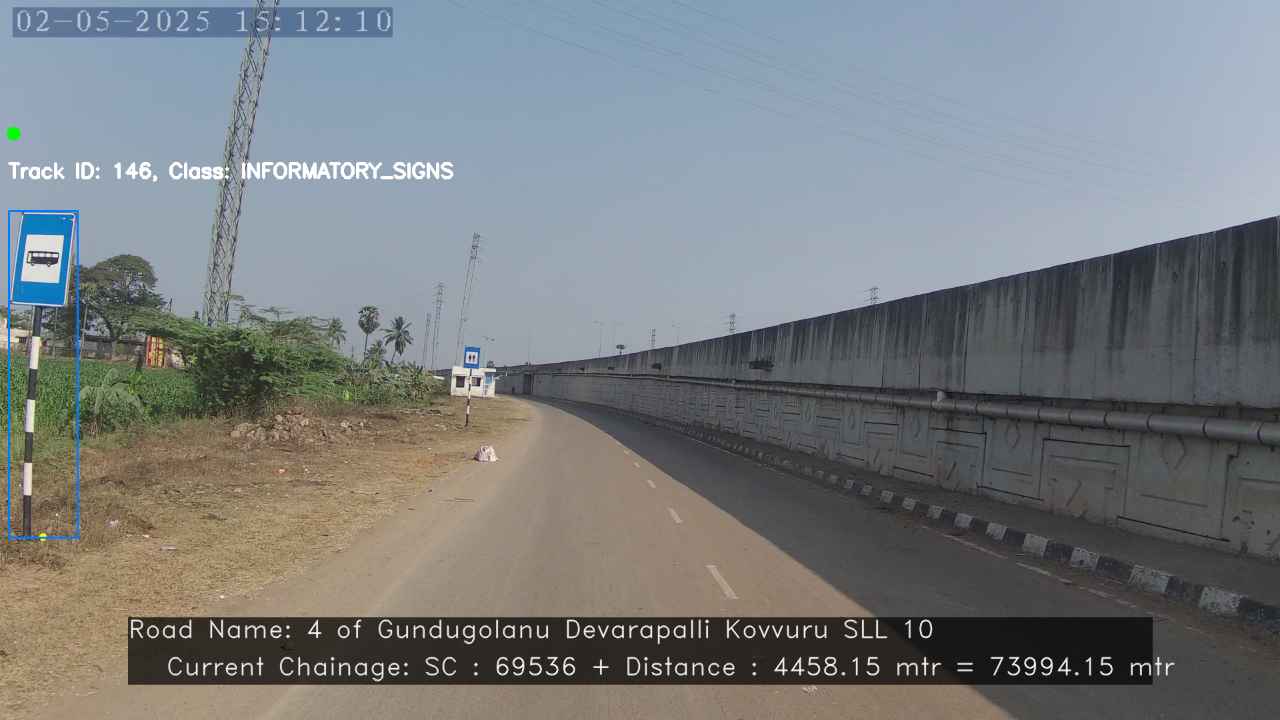 02-05-2025 15:12:10
Track ID: 146, Class: INFORMATORY_SIGNS
Road Name: 4 of Gundugolanu Devarapalli Kovvuru SLL 10
Current Chainage: SC : 69536 + Distance : 4458.15 mtr = 73994.15 mtr